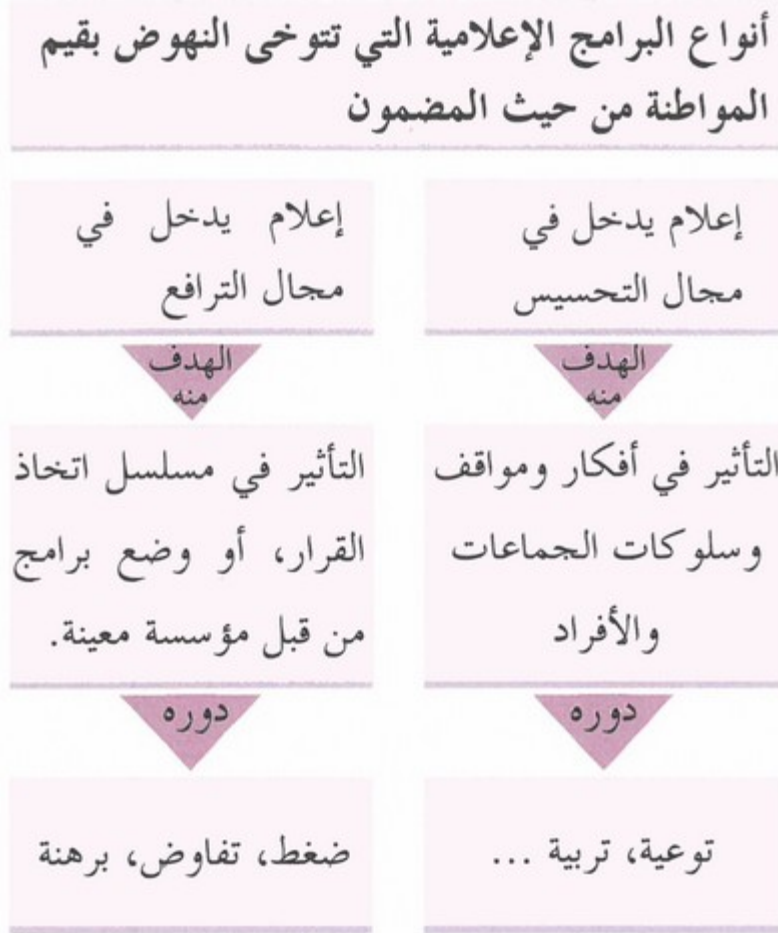 أنواع البرامج الإعلامية التي تتوخى النهوض بقيم
المواطنة من حيث المضمون
إعلام يدخل في
مجال التحسيس
الهدف
منه
التأثير في أفكار ومواقف
وسلوكات الجماعات
والأفراد
دوره
توعية، تربية ...
إعلام يدخل في
مجال الترافع
الهدف
منه
التأثير في مسلسل اتخاذ
القرار، أو وضع برامج
من قبل مؤسسة معينة.
دوره
ضغط، تفاوض، برهنة